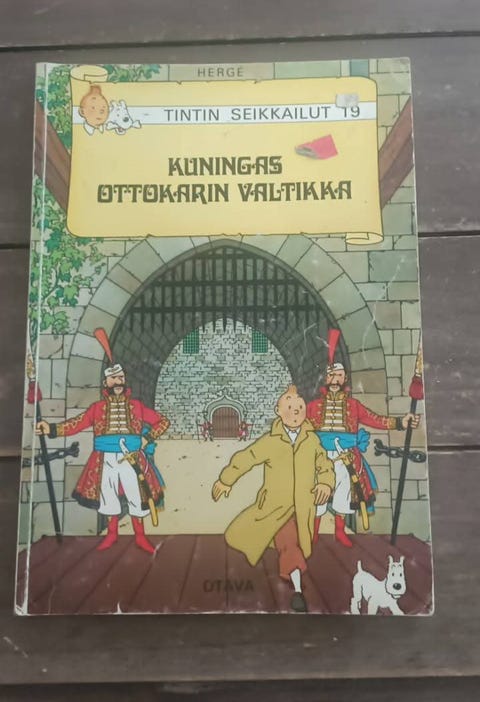 HERGÉ
TINTIN SEIKKAILUT 19
KUNINGAS
OTTOKARIN VALTIKKA
OTAVA